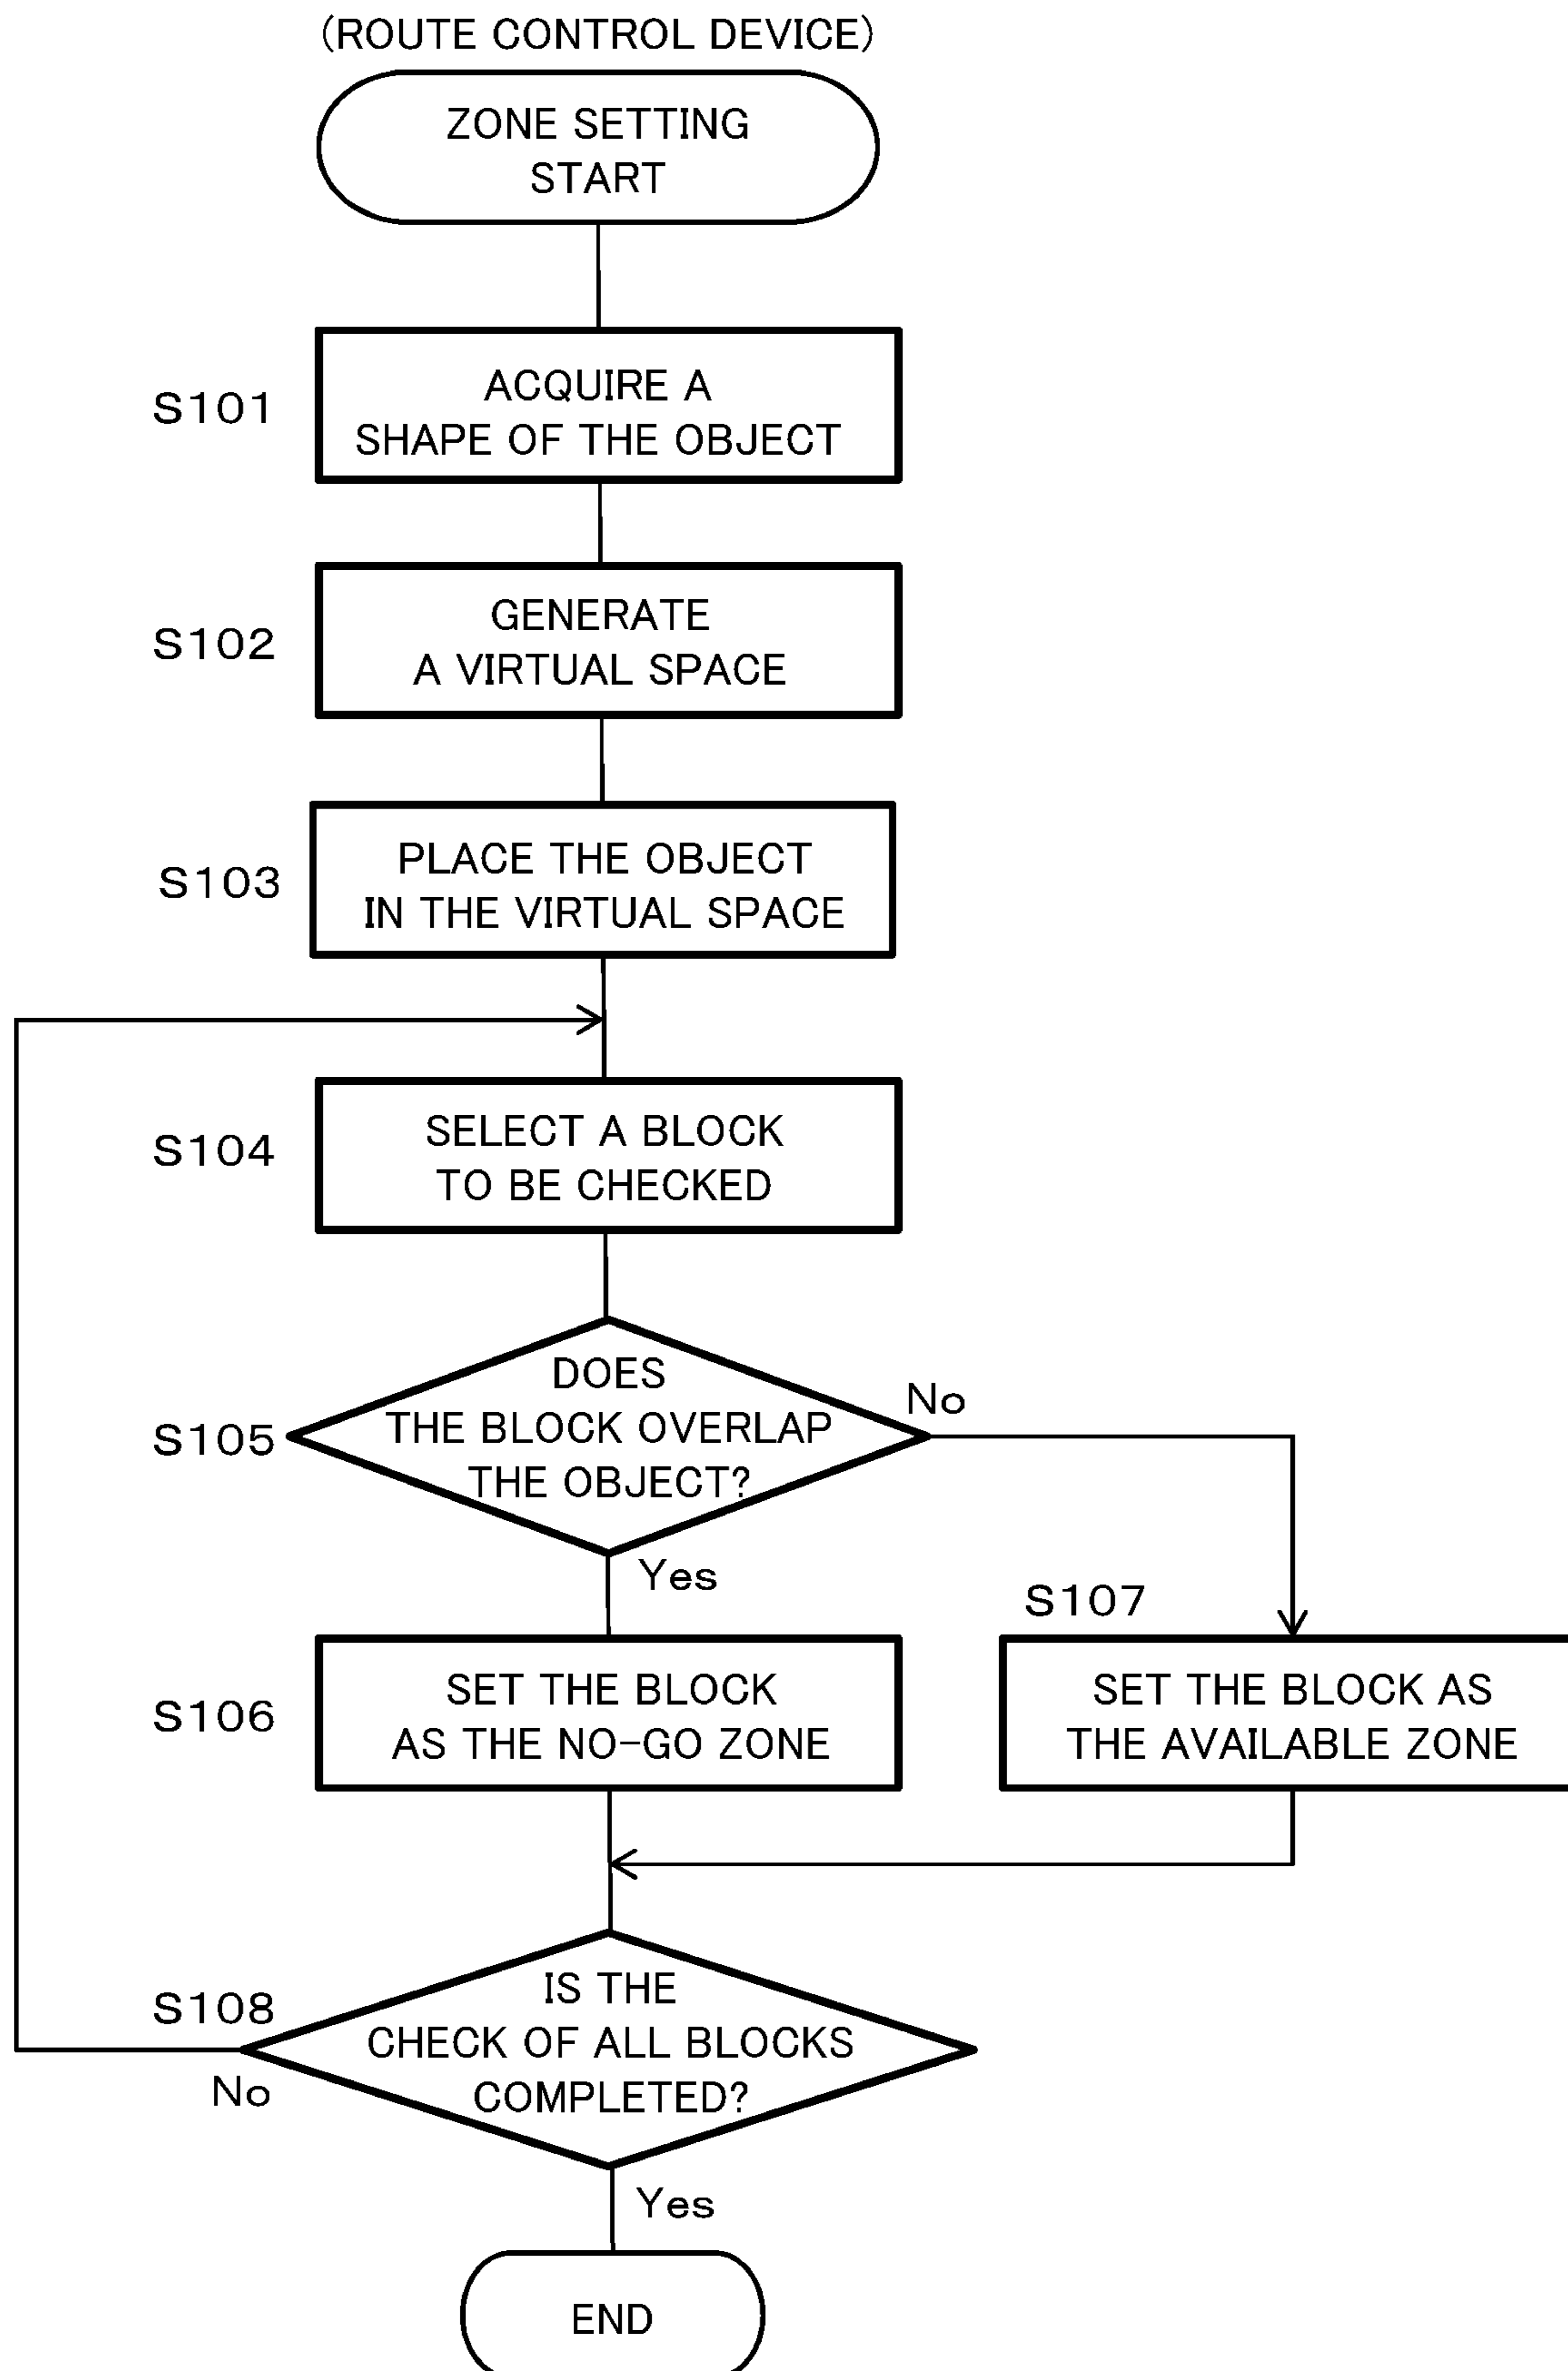 (ROUTE CONTROL DEVICE)
ZONE SETTING
START
S101
ACQUIRE A
SHAPE OF THE OBJECT
S102
GENERATE
A VIRTUAL SPACE
S103
PLACE THE OBJECT
IN THE VIRTUAL SPACE
S104
SELECT A BLOCK
TO BE CHECKED
S105
DOES
THE BLOCK OVERLAP
THE OBJECT?
No
Yes
S106
SET THE BLOCK
AS THE NO-GO ZONE
S107
SET THE BLOCK AS
THE AVAILABLE ZONE
S108
IS THE
CHECK OF ALL BLOCKS
COMPLETED?
No
Yes
END